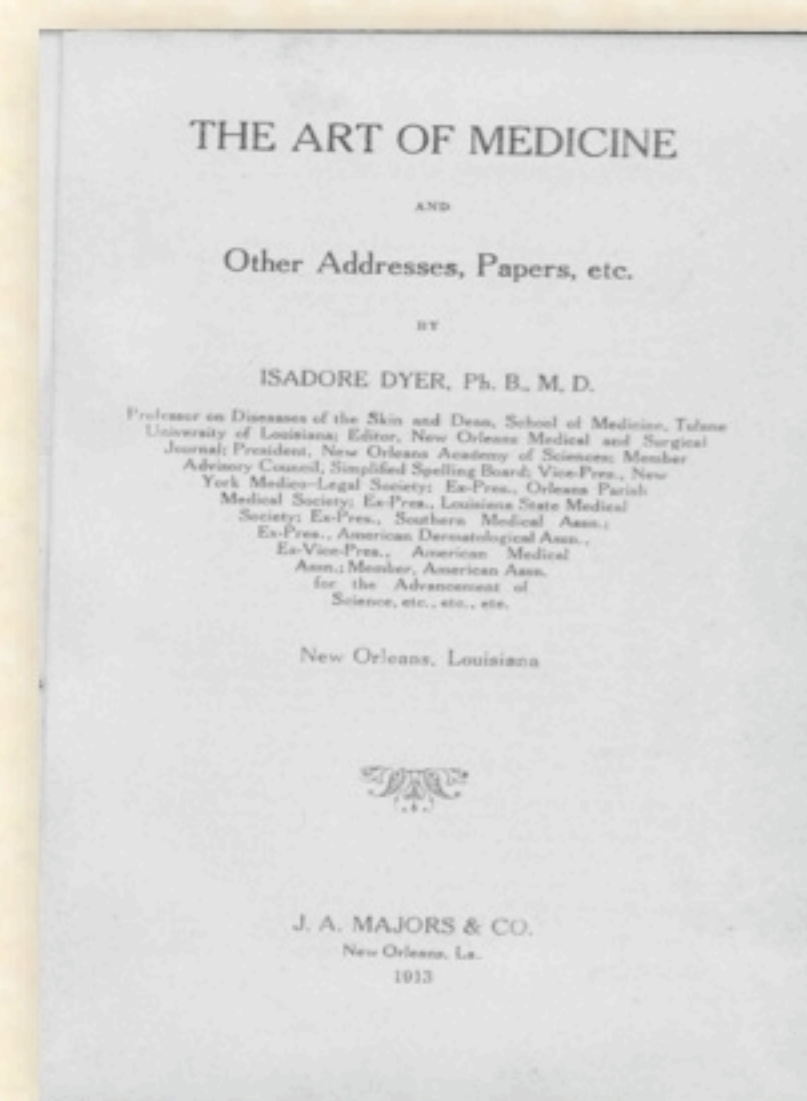 THE ART OF MEDICINE
AND
Other Addresses, Papers, etc.
BY
ISADORE DYER, Ph. B., M. D.
Professor on Diseases of the Skin and Dean, School of Medicine, Tulane
University of Louisiana; Editor, New Orleans Medical and Surgical
Journal; President, New Orleans Academy of Sciences; Member
Advisory Council, Simplified Spelling Board; Vice-Pres., New
York Medico-Legal Society; Ex-Pres., Orleans Parish
Medical Society; Ex-Pres., Louisiana State Medical
Society; Ex-Pres., Southern Medical Assn.;
Ex-Pres., American Dermatological Assn.,
Ex-Vice-Pres., American Medical
Assn.; Member, American Assn.
for the Advancement of
Science, etc., etc., etc.
New Orleans, Louisiana
J. A. MAJORS & CO.
New Orleans, La.
1913